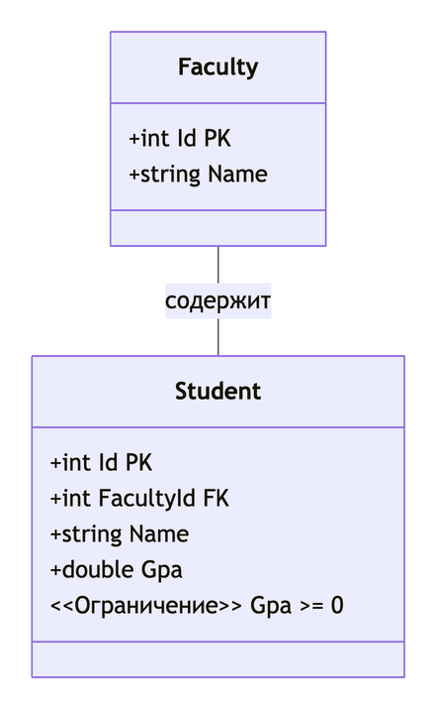 Faculty
+int Id PK
+string Name
содержит
Student
+int Id PK
+int FacultyId FK
+string Name
+double Gpa
<<Ограничение>> Gpa >= 0